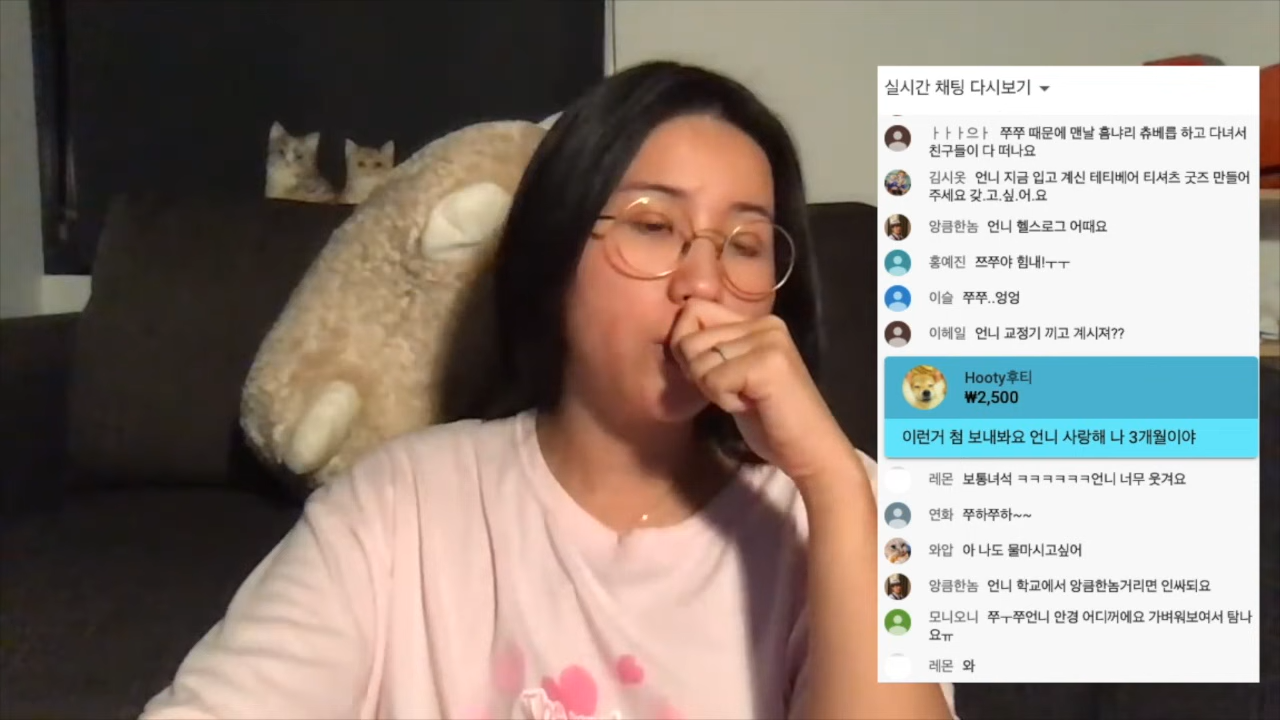 실시간 채팅 다시보기
ㅏㅏㅏ으ㅏ 쭈쭈 때문에 맨날 홈냐리 츄베릅 하고 다녀서
친구들이 다 떠나요
김시옷 언니 지금 입고 계신 테티베어 티셔츠 굿즈 만들어
주세요 갖.고.싶.어.요
앙큼한놈 언니 헬스로그 어때요
홍예진 쯔쭈야 힘내!ㅜㅜ
이슬 쭈쭈..엉엉
이혜일 언니 교정기 끼고 계시져??
Hooty후티
₩2,500
이런거 첨 보내봐요 언니 사랑해 나 3개월이야
레몬 보통녀석 ㅋㅋㅋㅋㅋㅋ언니 너무 웃겨요
연화 쭈하쭈하~~
와압 아 나도 물마시고싶어
앙큼한놈 언니 학교에서 앙큼한놈거리면 인싸되요
모니오니 쭈ㅜ쭈언니 안경 어디꺼에요 가벼워보여서 탐나
요ㅠ
레몬 와